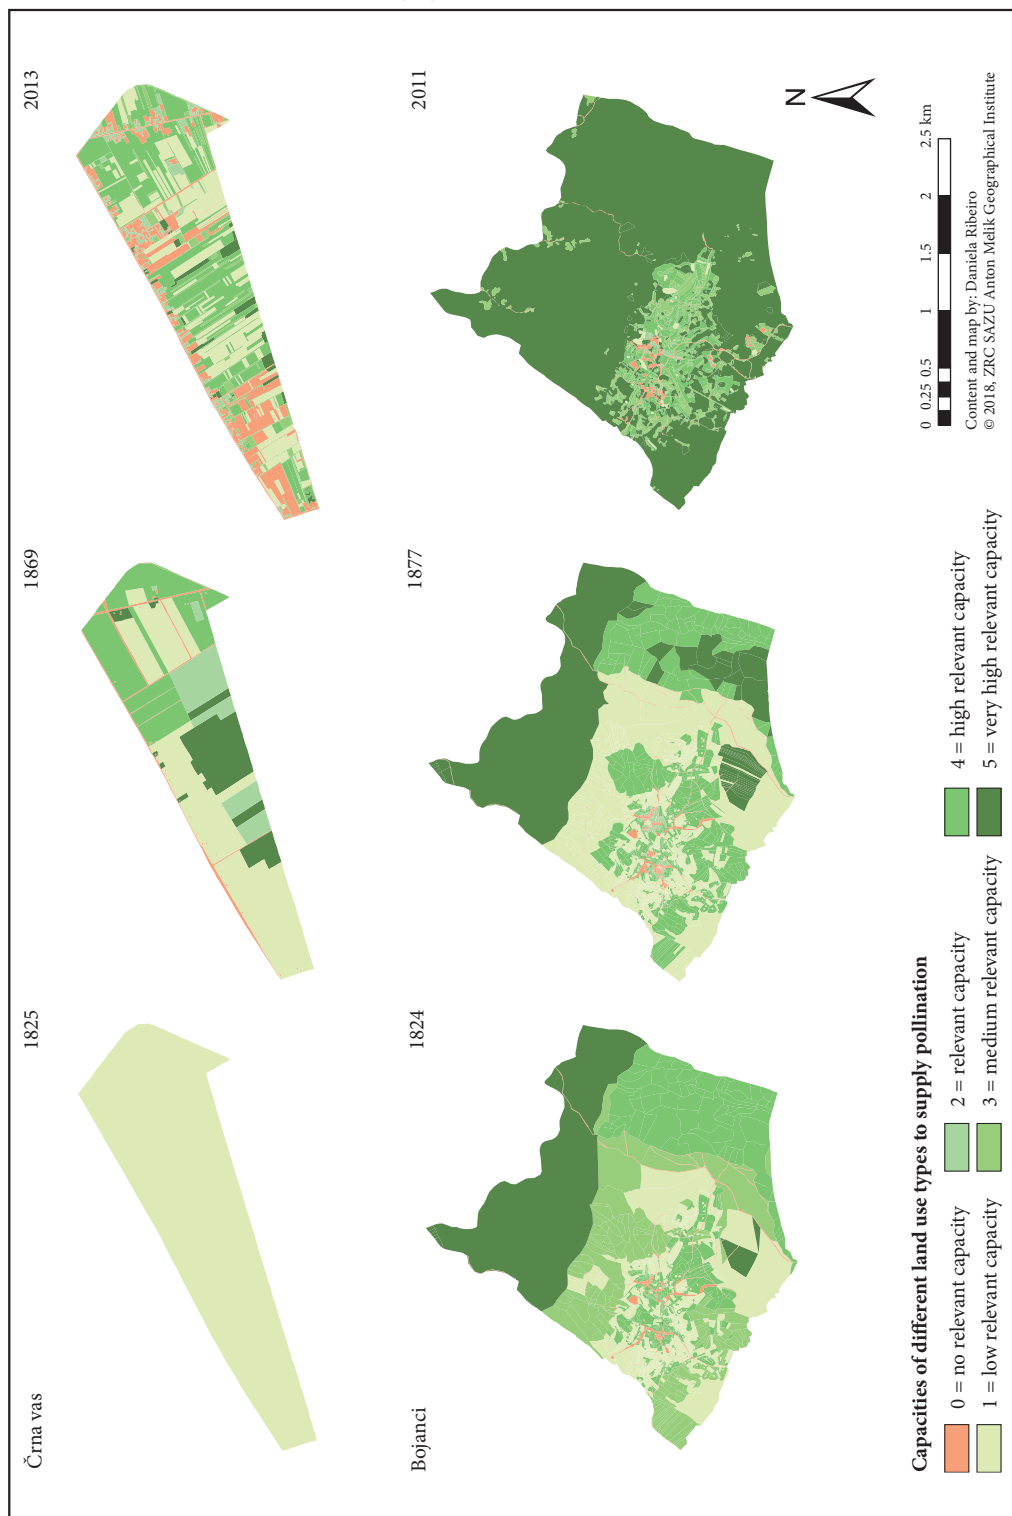 Črna vas
1825
1869
2013
Bojanci
1824
1877
2011
Capacities of different land use types to supply pollination
0 = no relevant capacity
1 = low relevant capacity
2 = relevant capacity
3 = medium relevant capacity
4 = high relevant capacity
5 = very high relevant capacity
N
0 0.25 0.5 1 1.5 2 2.5 km
Content and map by: Daniela Ribeiro
© 2018, ZRC SAZU Anton Melik Geographical Institute